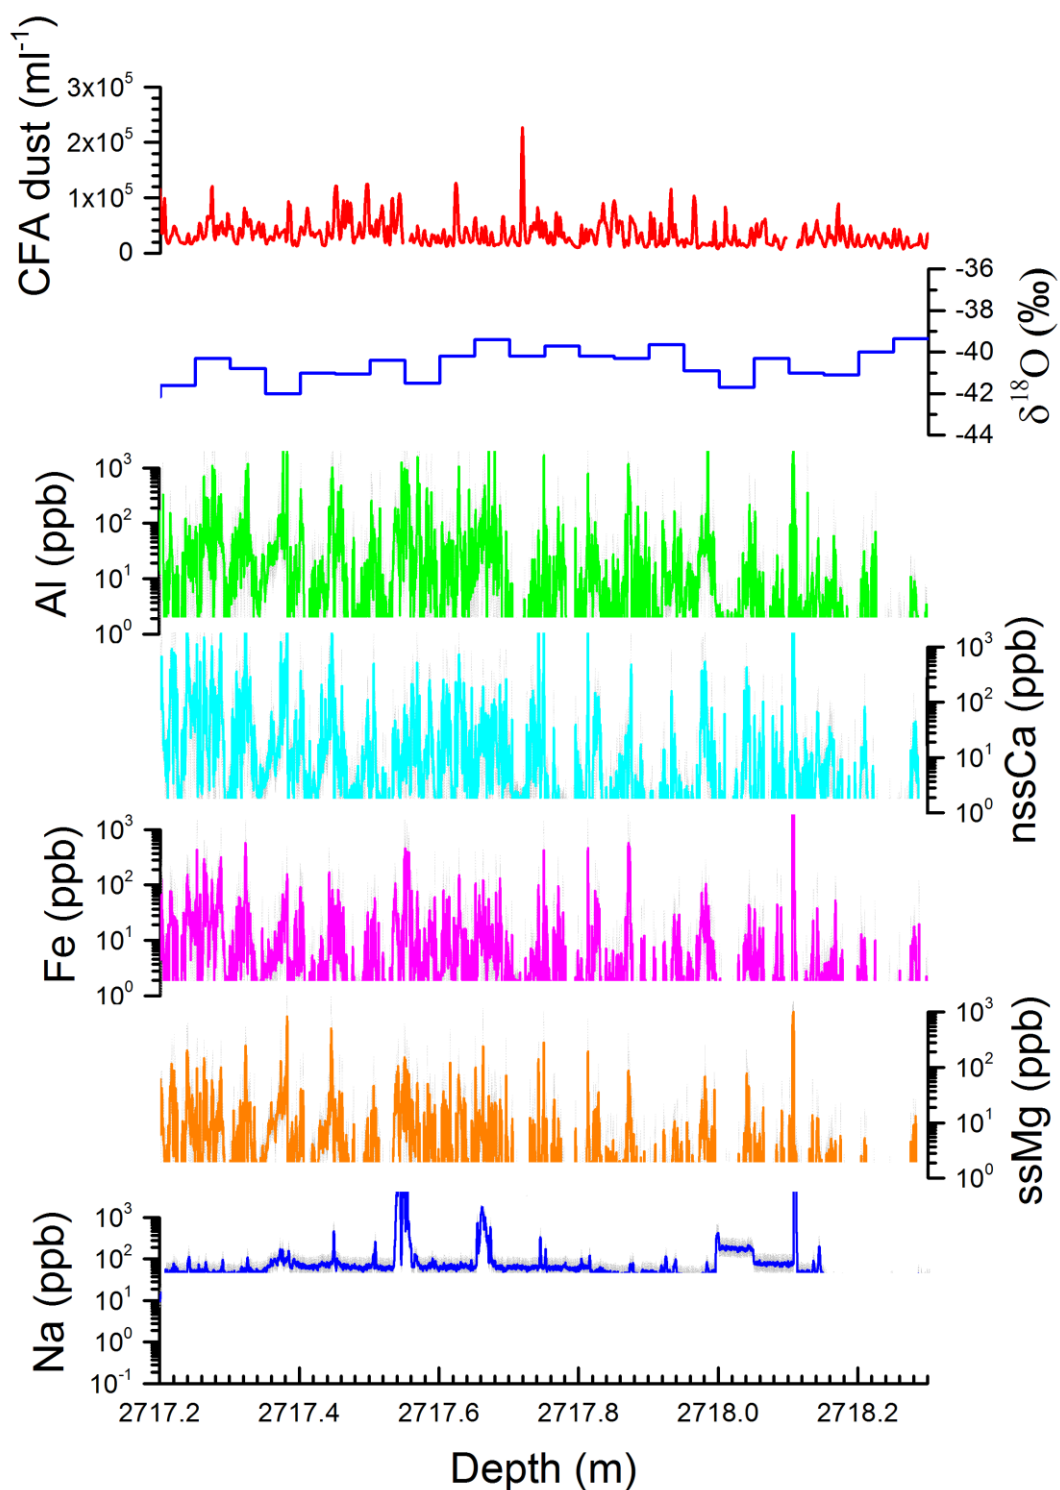 CFA dust (ml⁻¹)
3x10⁵
2x10⁵
1x10⁵
0
-36
-38
-40
-42
-44
δ¹⁸O (‰)
Al (ppb)
10³
10²
10¹
10⁰
10³
10²
10¹
10⁰
nssCa (ppb)
Fe (ppb)
10³
10²
10¹
10⁰
10³
10²
10¹
10⁰
ssMg (ppb)
Na (ppb)
10³
10²
10¹
10⁰
10⁻¹
2717.2 2717.4 2717.6 2717.8 2718.0 2718.2
Depth (m)